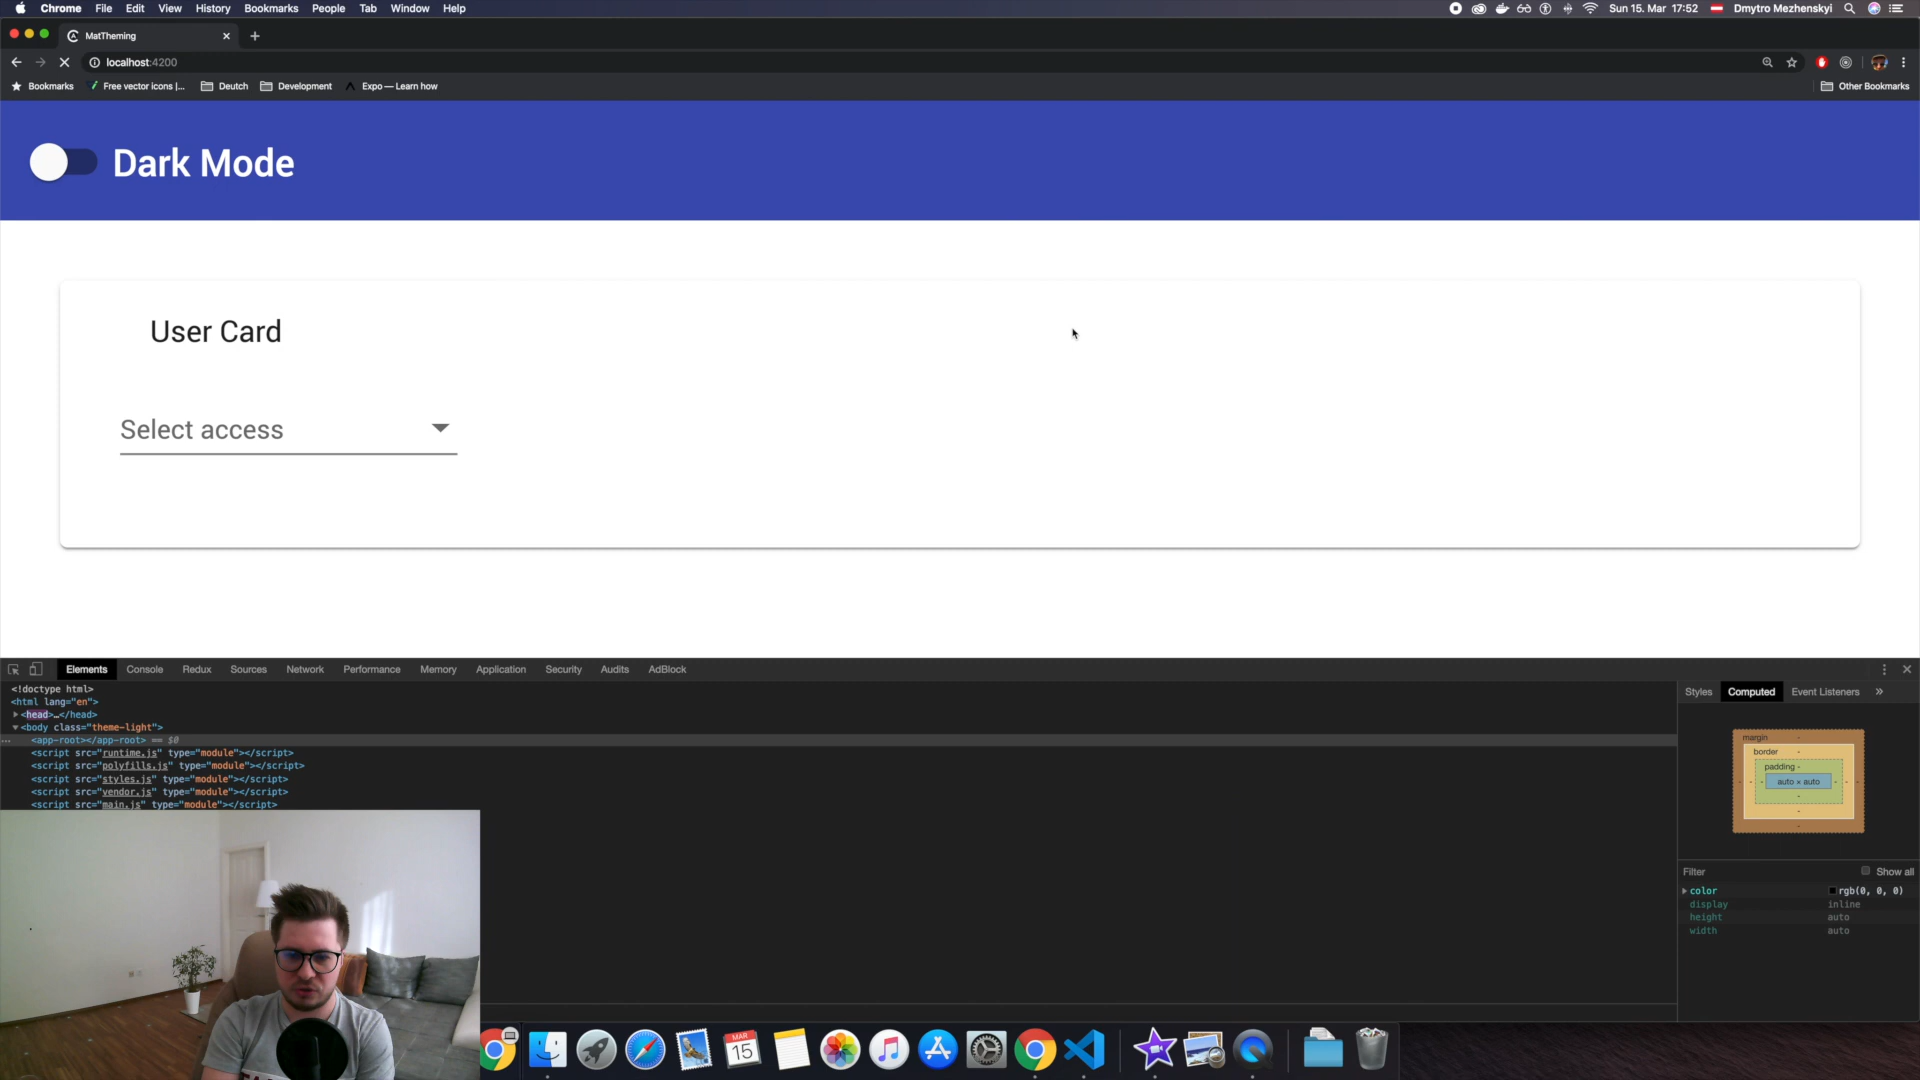 Chrome File Edit View History Bookmarks People Tab Window Help
Sun 15. Mar 17:52 Dmytro Mezhenskyi
MatTheming
localhost:4200
Bookmarks Free vector icons |... Deutch Development Expo — Learn how Other Bookmarks
Dark Mode
User Card
Select access
Elements Console Redux Sources Network Performance Memory Application Security Audits AdBlock
Styles Computed Event Listeners »
<!doctype html>
<html lang="en">
<head>…</head>
<body class="theme-light">
<app-root></app-root> == $0
<script src="runtime.js" type="module"></script>
<script src="polyfills.js" type="module"></script>
<script src="styles.js" type="module"></script>
<script src="vendor.js" type="module"></script>
<script src="main.js" type="module"></script>
margin -
border -
padding -
auto × auto
Filter Show all
color rgb(0, 0, 0)
display inline
height auto
width auto
MAR
15